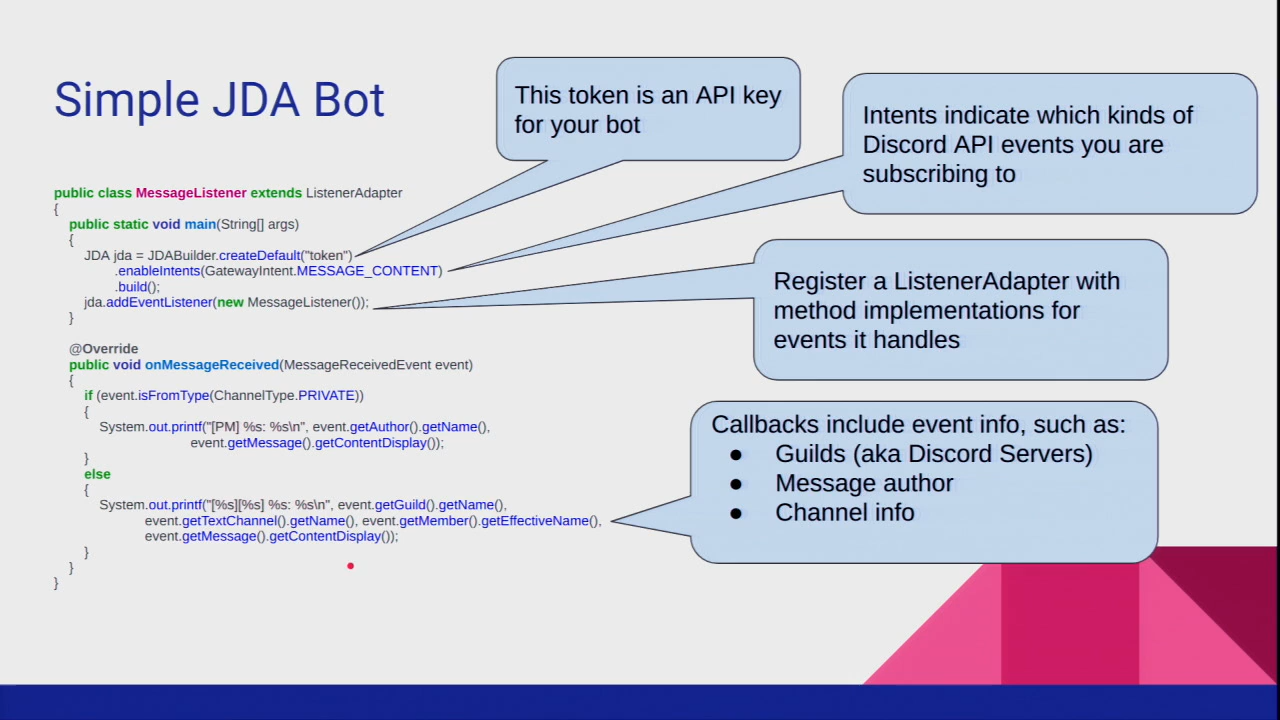 Simple JDA Bot
This token is an API key
for your bot
Intents indicate which kinds of
Discord API events you are
subscribing to
public class MessageListener extends ListenerAdapter
{
public static void main(String[] args)
{
JDA jda = JDABuilder.createDefault("token")
.enableIntents(GatewayIntent.MESSAGE_CONTENT)
.build();
jda.addEventListener(new MessageListener());
}
@Override
public void onMessageReceived(MessageReceivedEvent event)
{
if (event.isFromType(ChannelType.PRIVATE))
{
System.out.printf("[PM] %s: %s\n", event.getAuthor().getName(),
event.getMessage().getContentDisplay());
}
else
{
System.out.printf("[%s][%s] %s: %s\n", event.getGuild().getName(),
event.getTextChannel().getName(), event.getMember().getEffectiveName(),
event.getMessage().getContentDisplay());
}
}
}
Register a ListenerAdapter with
method implementations for
events it handles
Callbacks include event info, such as:
● Guilds (aka Discord Servers)
● Message author
● Channel info